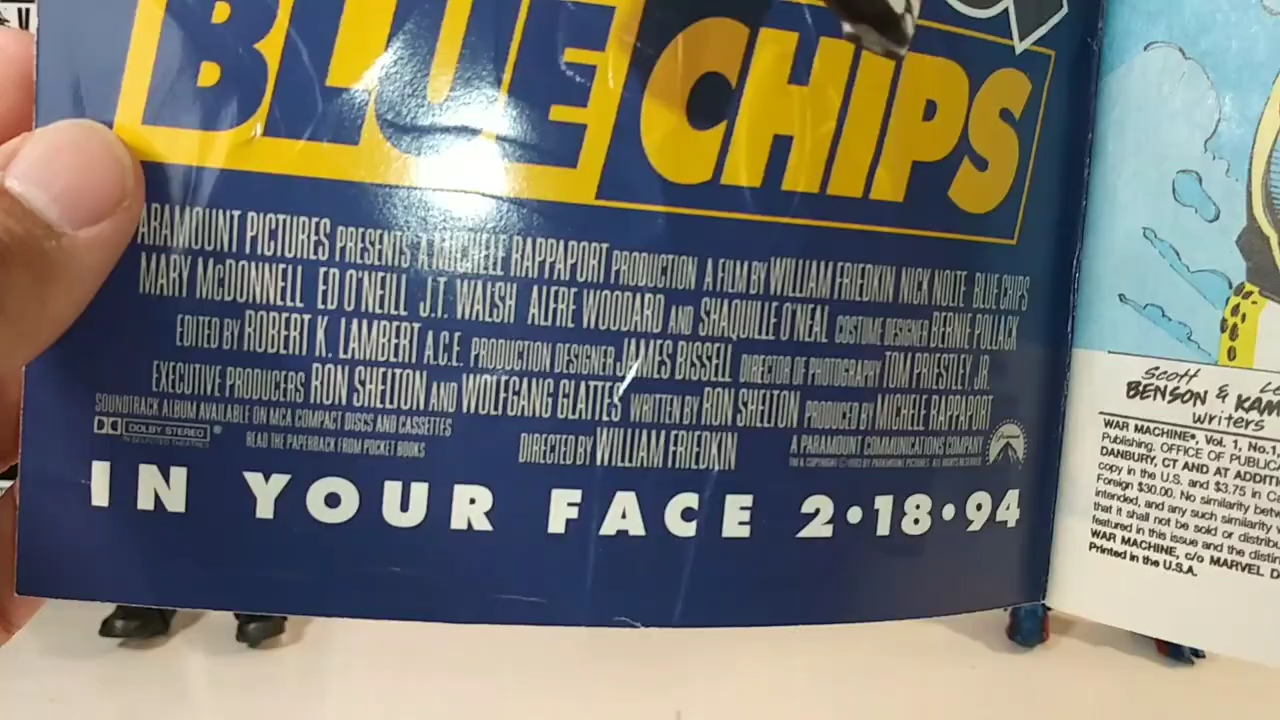 BLUE CHIPS
ARAMOUNT PICTURES PRESENTS A MICHELE RAPPAPORT PRODUCTION A FILM BY WILLIAM FRIEDKIN NICK NOLTE BLUE CHIPS
MARY McDONNELL ED O'NEILL J.T. WALSH ALFRE WOODARD AND SHAQUILLE O'NEAL COSTUME DESIGNER BERNIE POLLACK
EDITED BY ROBERT K. LAMBERT A.C.E. PRODUCTION DESIGNER JAMES BISSELL DIRECTOR OF PHOTOGRAPHY TOM PRIESTLEY, JR.
EXECUTIVE PRODUCERS RON SHELTON AND WOLFGANG GLATTES WRITTEN BY RON SHELTON PRODUCED BY MICHELE RAPPAPORT
SOUNDTRACK ALBUM AVAILABLE ON MCA COMPACT DISCS AND CASSETTES
DOLBY STEREO ®
IN SELECTED THEATRES
READ THE PAPERBACK FROM POCKET BOOKS
DIRECTED BY WILLIAM FRIEDKIN
A PARAMOUNT COMMUNICATIONS COMPANY
Paramount
IN YOUR FACE 2•18•94
Scott
BENSON & KAM
writers
WAR MACHINE®, Vol. 1, No.1,
Publishing. OFFICE OF PUBLIC
DANBURY, CT AND AT ADDITI
copy in the U.S. and $3.75 in C
Foreign $30.00. No similarity betw
intended, and any such similarity
that it shall not be sold or distribu
featured in this issue and the distin
WAR MACHINE, c/o MARVEL D
Printed in the U.S.A.